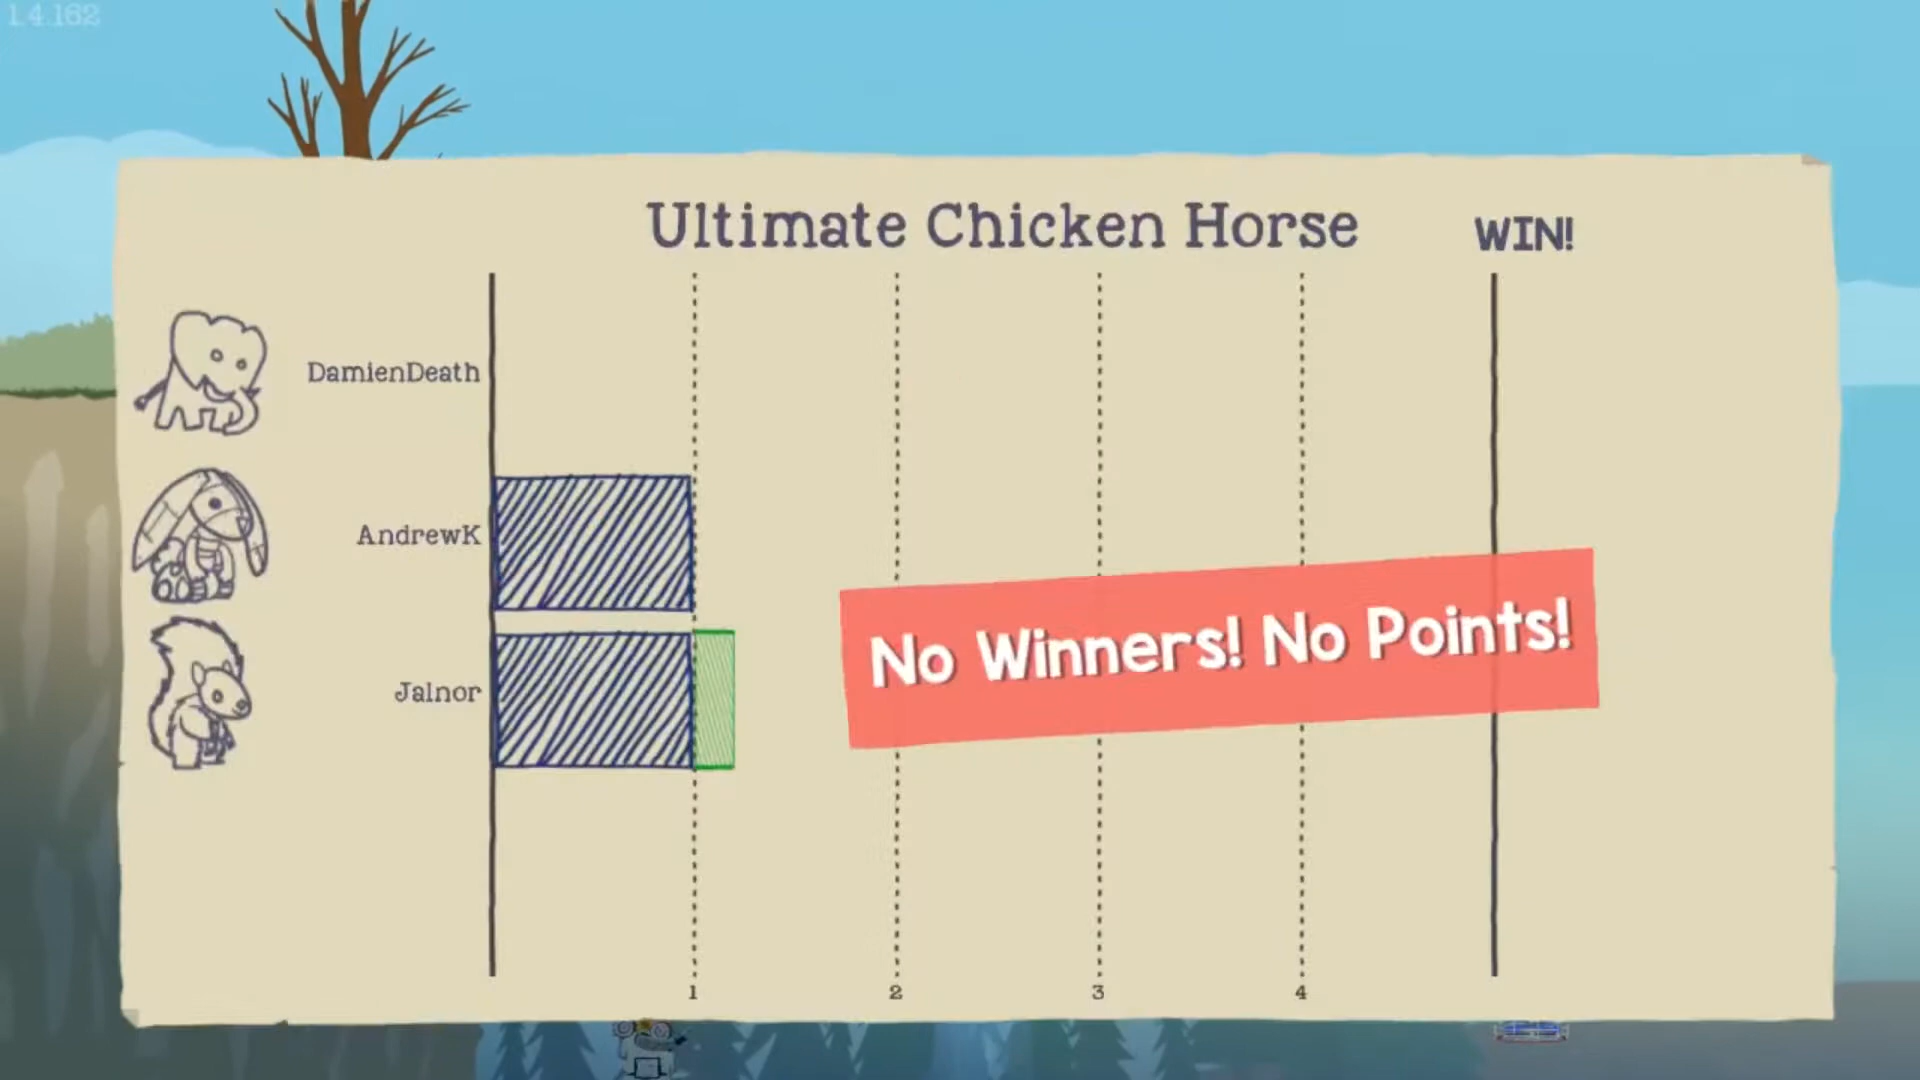 1.4.162
Ultimate Chicken Horse
WIN!
DamienDeath
AndrewK
Jalnor
No Winners! No Points!
1 2 3 4